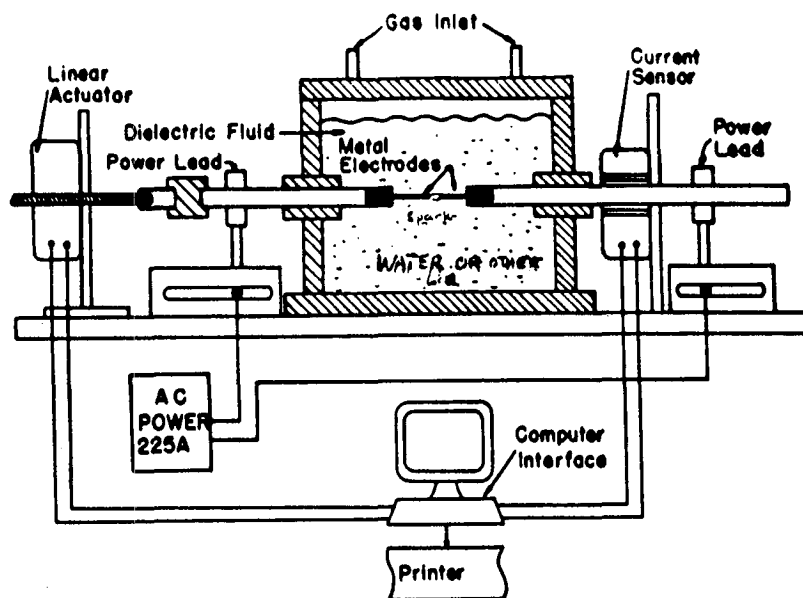 Gas Inlet
Linear
Actuator
Current
Sensor
Dielectric Fluid
Power Lead
Metal
Electrodes
Power
Lead
Spark
WATER OR OTHER
AC
POWER
225A
Computer
Interface
Printer